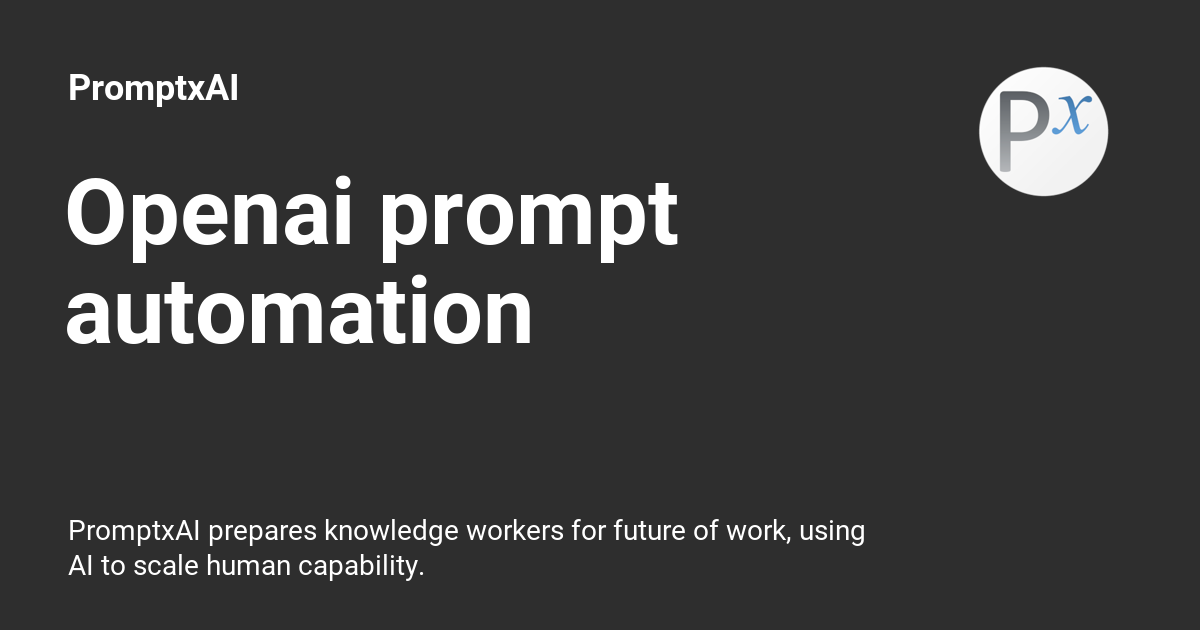 PromptxAI
Px
Openai prompt
automation
PromptxAI prepares knowledge workers for future of work, using
AI to scale human capability.